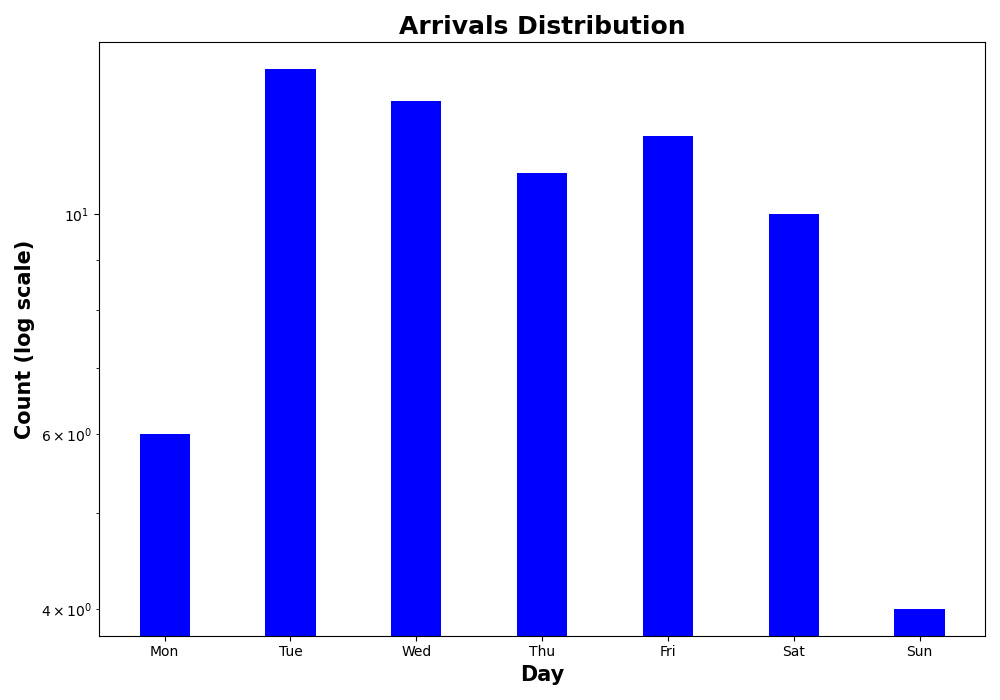 Arrivals Distribution
Count (log scale)
10¹
6 × 10⁰
4 × 10⁰
Mon Tue Wed Thu Fri Sat Sun
Day